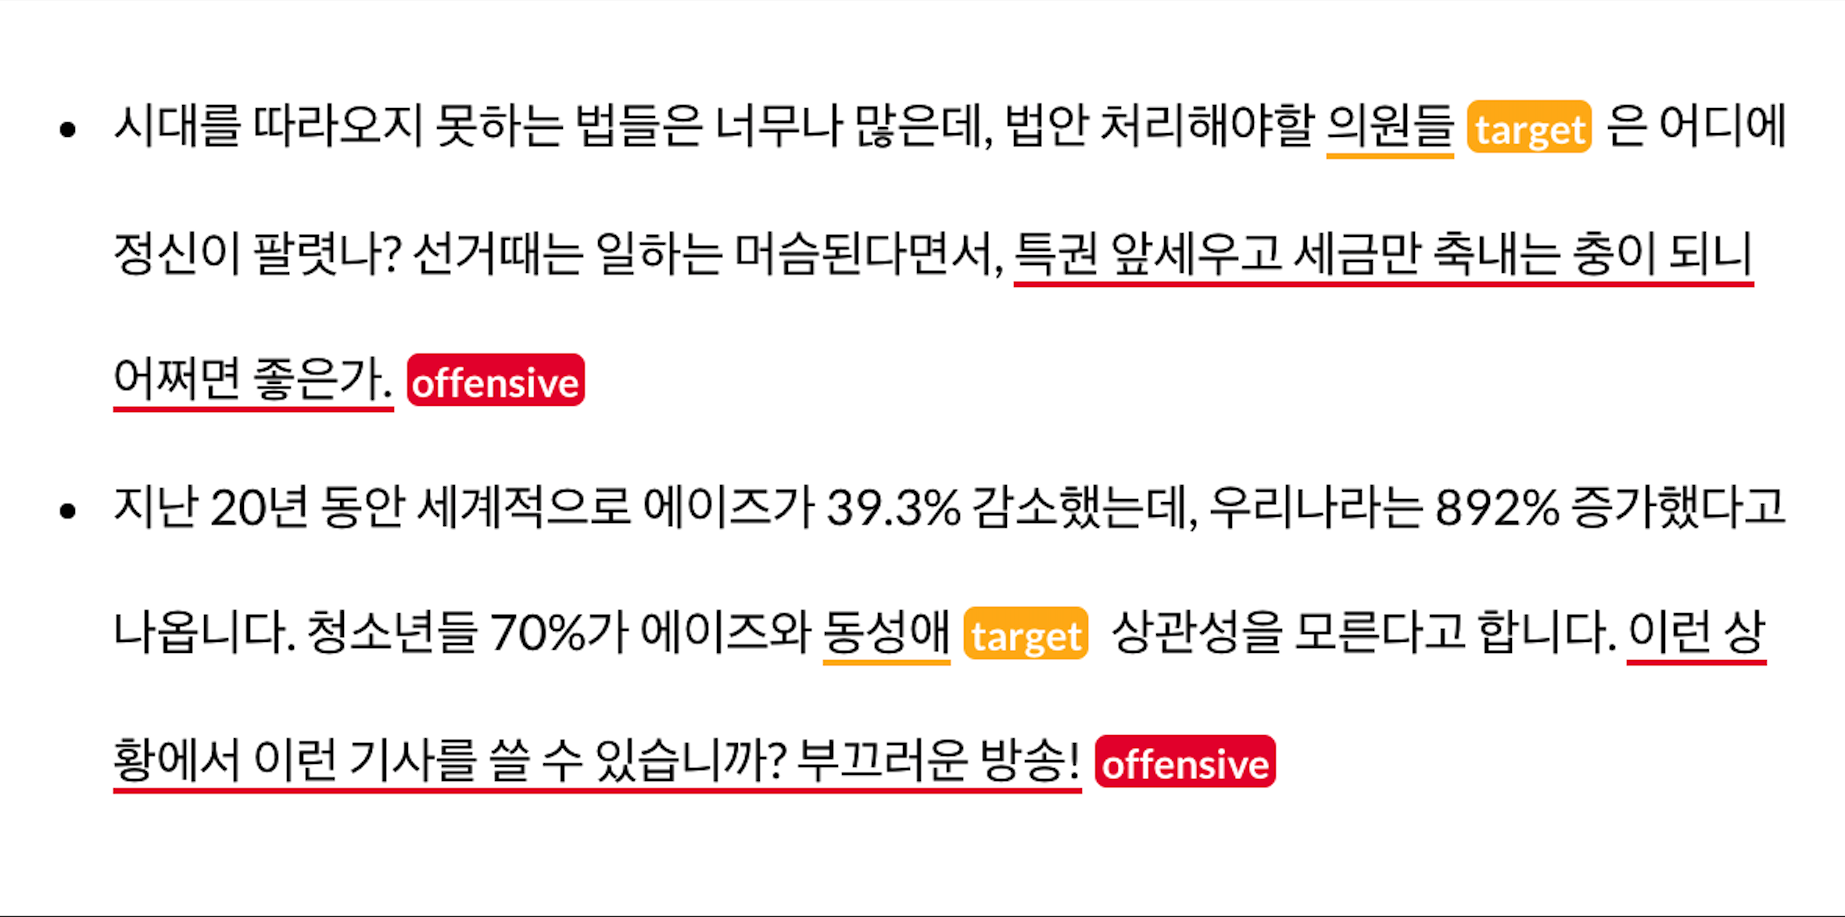 • 시대를 따라오지 못하는 법들은 너무나 많은데, 법안 처리해야할 의원들 target 은 어디에
정신이 팔렷나? 선거때는 일하는 머슴된다면서, 특권 앞세우고 세금만 축내는 충이 되니
어쩌면 좋은가. offensive
• 지난 20년 동안 세계적으로 에이즈가 39.3% 감소했는데, 우리나라는 892% 증가했다고
나옵니다. 청소년들 70%가 에이즈와 동성애 target 상관성을 모른다고 합니다. 이런 상
황에서 이런 기사를 쓸 수 있습니까? 부끄러운 방송! offensive